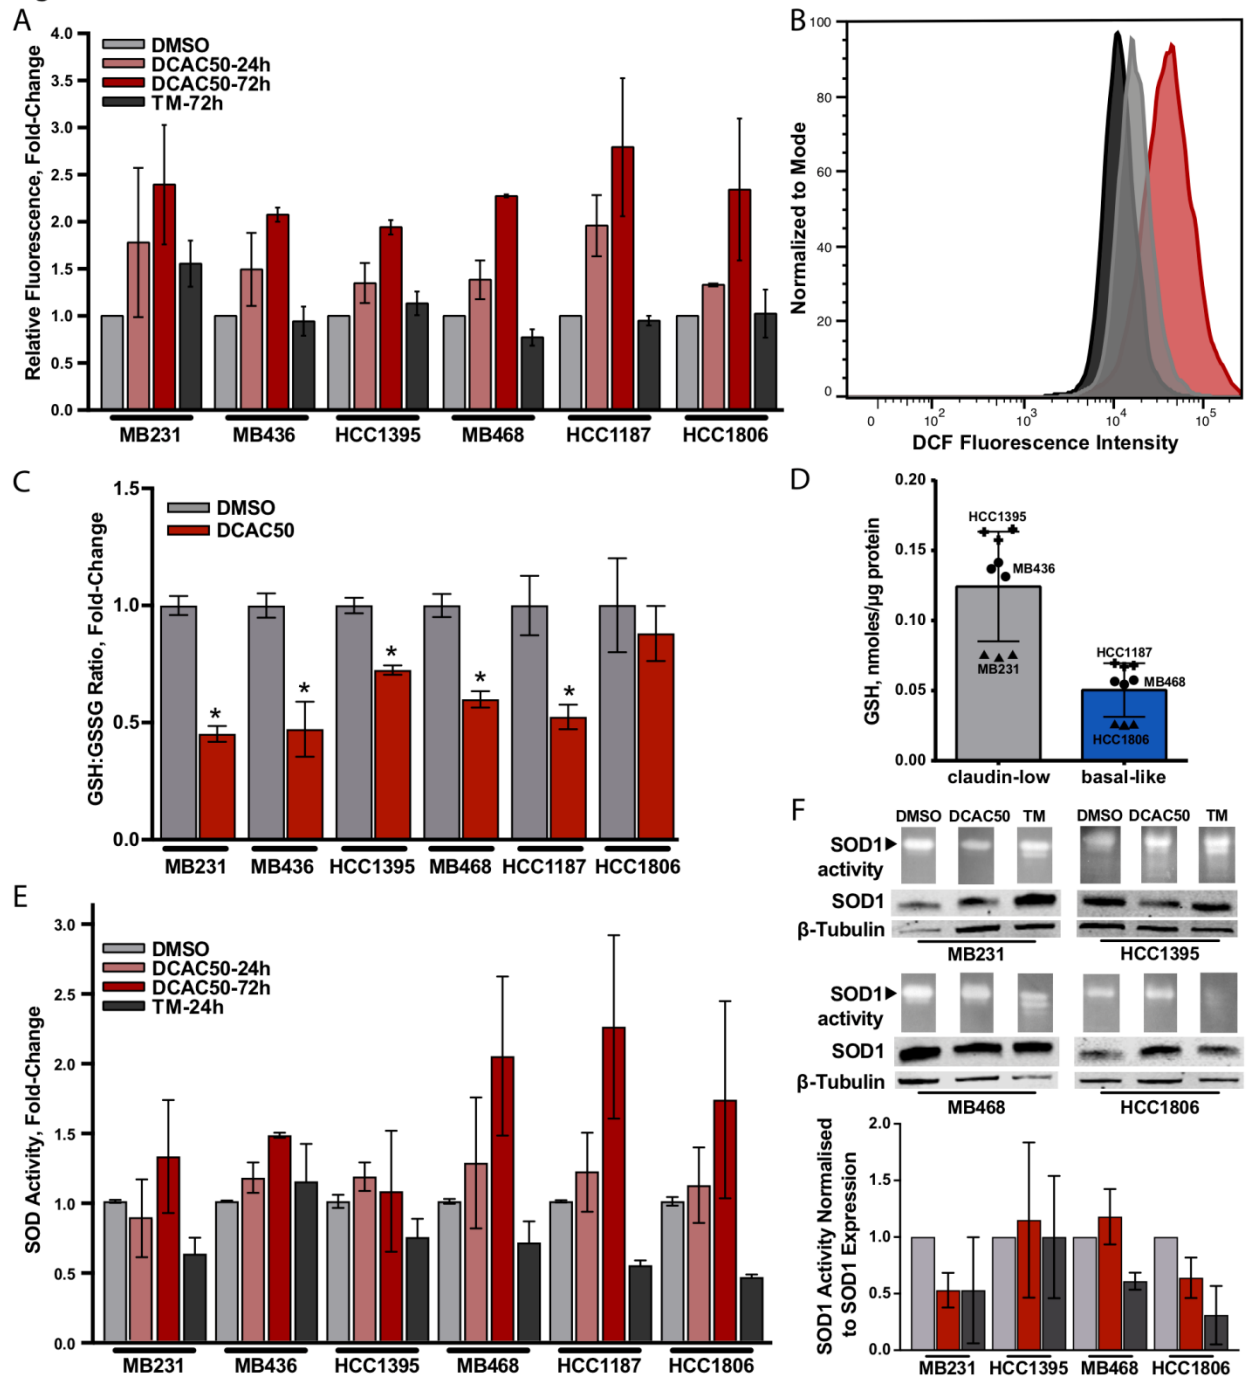 A
Relative Fluorescence, Fold-Change
4.0
3.5
3.0
2.5
2.0
1.5
1.0
0.5
0.0
DMSO
DCAC50-24h
DCAC50-72h
TM-72h
MB231
MB436
HCC1395
MB468
HCC1187
HCC1806
B
Normalized to Mode
100
80
60
40
20
0
0
10²
10³
10⁴
10⁵
DCF Fluorescence Intensity
C
GSH:GSSG Ratio, Fold-Change
1.5
1.0
0.5
0.0
DMSO
DCAC50
*
*
*
*
*
MB231
MB436
HCC1395
MB468
HCC1187
HCC1806
D
GSH, nmoles/µg protein
0.20
0.15
0.10
0.05
0.00
HCC1395
MB436
MB231
HCC1187
MB468
HCC1806
claudin-low
basal-like
E
SOD Activity, Fold-Change
3.0
2.5
2.0
1.5
1.0
0.5
0.0
DMSO
DCAC50-24h
DCAC50-72h
TM-24h
MB231
MB436
HCC1395
MB468
HCC1187
HCC1806
F
DMSO DCAC50 TM
DMSO DCAC50 TM
SOD1
activity
SOD1
β-Tubulin
MB231
HCC1395
SOD1
activity
SOD1
β-Tubulin
MB468
HCC1806
SOD1 Activity Normalised
to SOD1 Expression
2.0
1.5
1.0
0.5
0.0
MB231
HCC1395
MB468
HCC1806